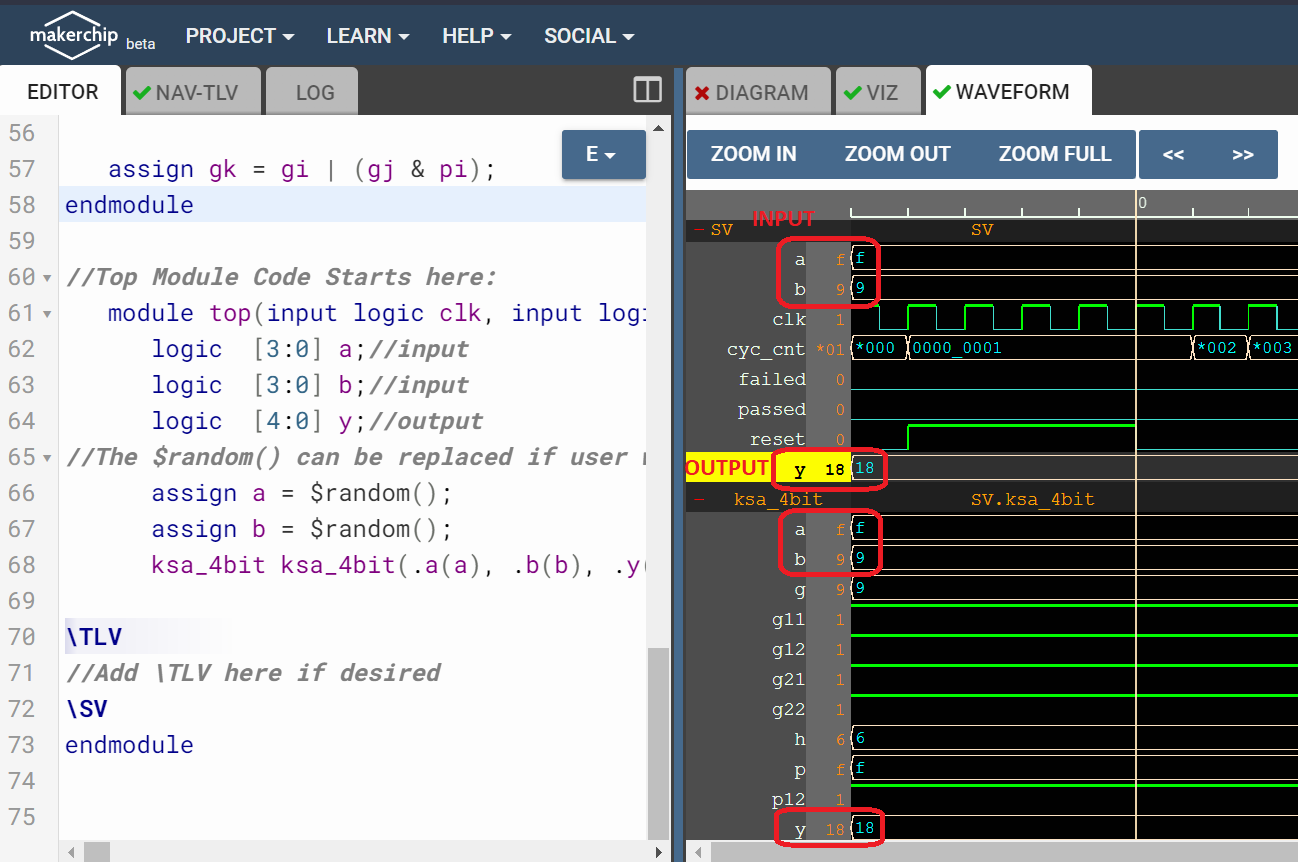 makerchip beta PROJECT LEARN HELP SOCIAL
EDITOR NAV-TLV LOG
DIAGRAM VIZ WAVEFORM
E
56
57 assign gk = gi | (gj & pi);
58 endmodule
59
60 //Top Module Code Starts here:
61 module top(input logic clk, input logi
62 logic [3:0] a;//input
63 logic [3:0] b;//input
64 logic [4:0] y;//output
65 //The $random() can be replaced if user
66 assign a = $random();
67 assign b = $random();
68 ksa_4bit ksa_4bit(.a(a), .b(b), .y(
69
70 \TLV
71 //Add \TLV here if desired
72 \SV
73 endmodule
74
75
ZOOM IN ZOOM OUT ZOOM FULL << >>
0
INPUT
SV SV
a f f
b 9 9
clk 1
cyc_cnt *01 *000 0000_0001 *002 *003
failed 0
passed 0
reset 0
OUTPUT y 18 18
ksa_4bit SV.ksa_4bit
a f f
b 9 9
g 9 9
g11 1
g12 1
g21 1
g22 1
h 6 6
p f f
p12 1
y 18 18